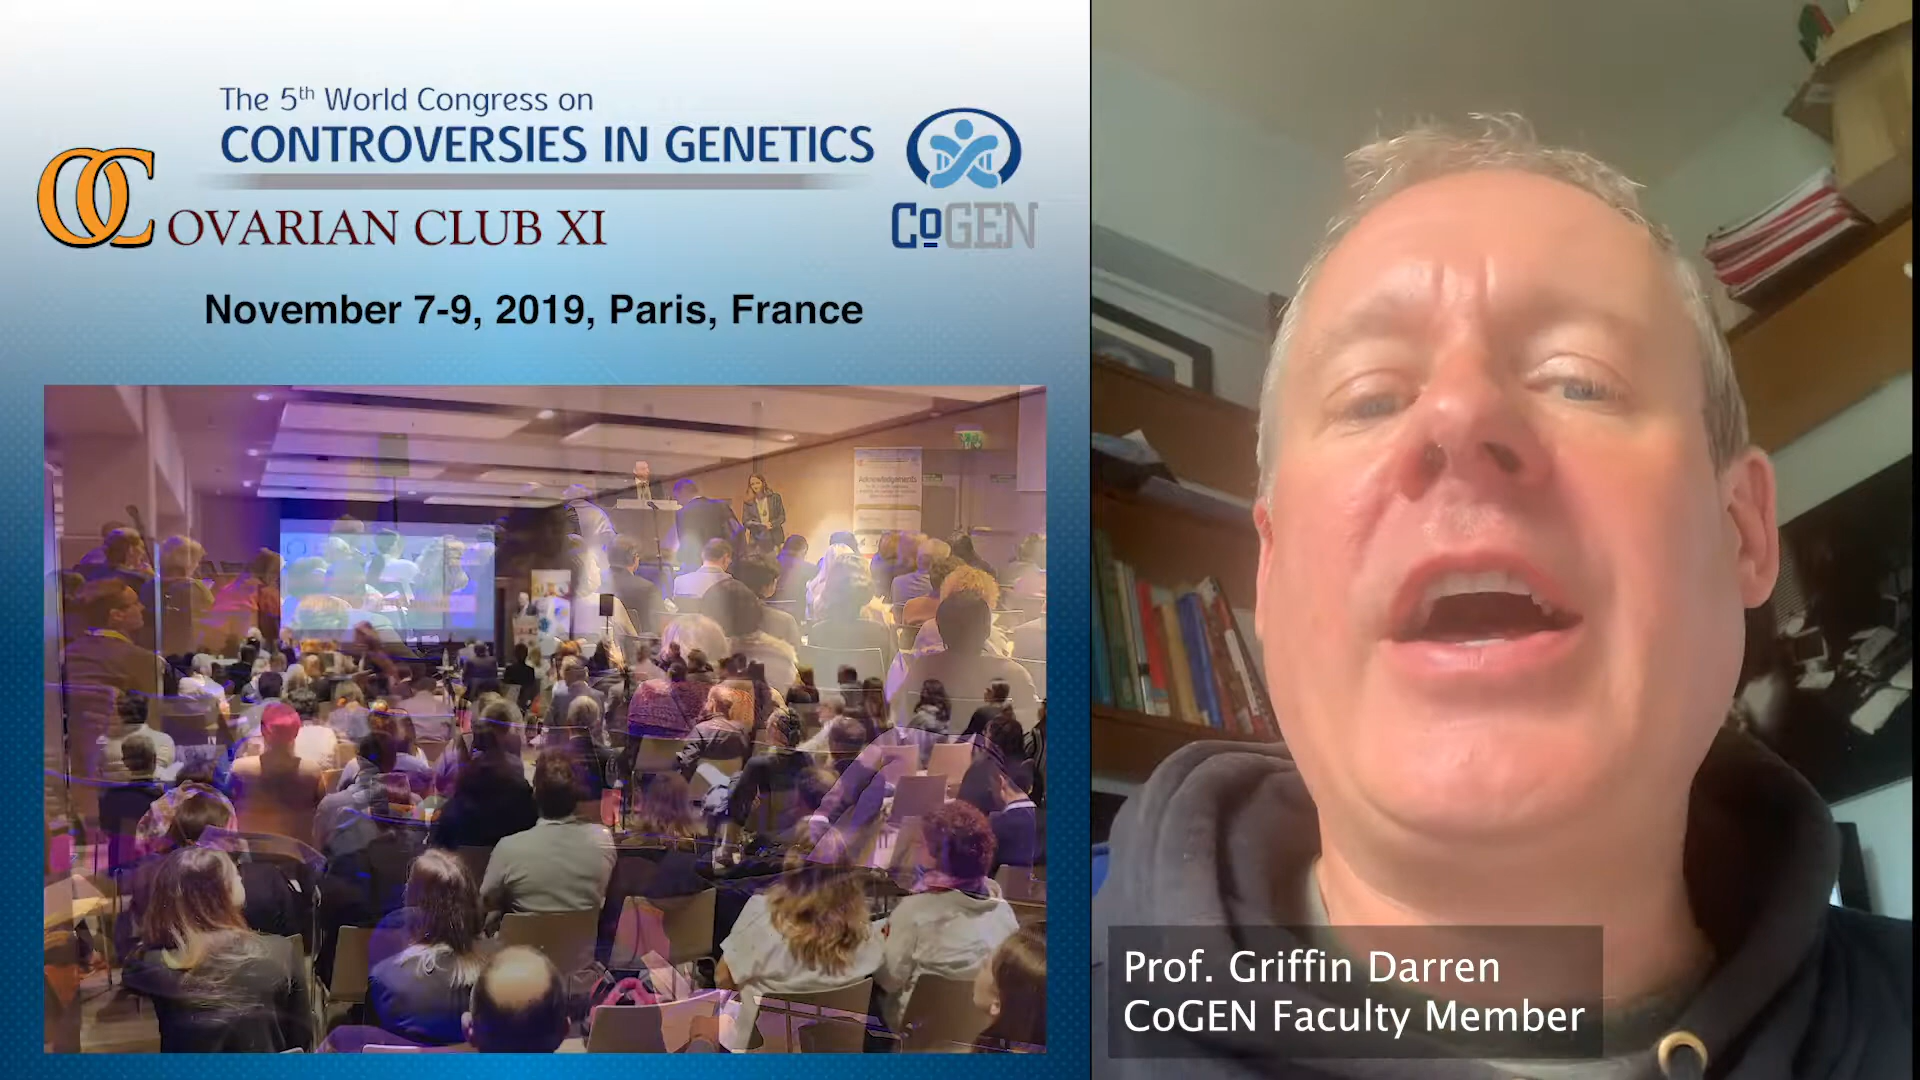 The 5th World Congress on
CONTROVERSIES IN GENETICS
OC OVARIAN CLUB XI
CoGEN
November 7-9, 2019, Paris, France
Acknowledgements
Prof. Griffin Darren
CoGEN Faculty Member